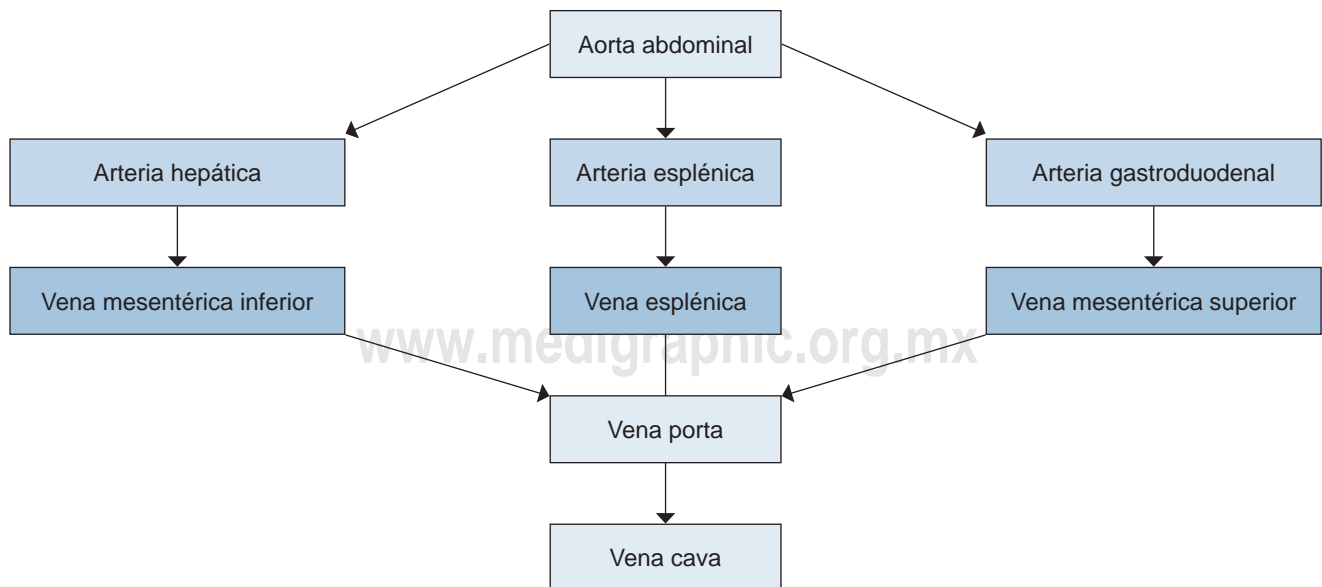 Aorta abdominal
Arteria hepática
Arteria esplénica
Arteria gastroduodenal
Vena mesentérica inferior
Vena esplénica
Vena mesentérica superior
www.medigraphic.org.mx
Vena porta
Vena cava